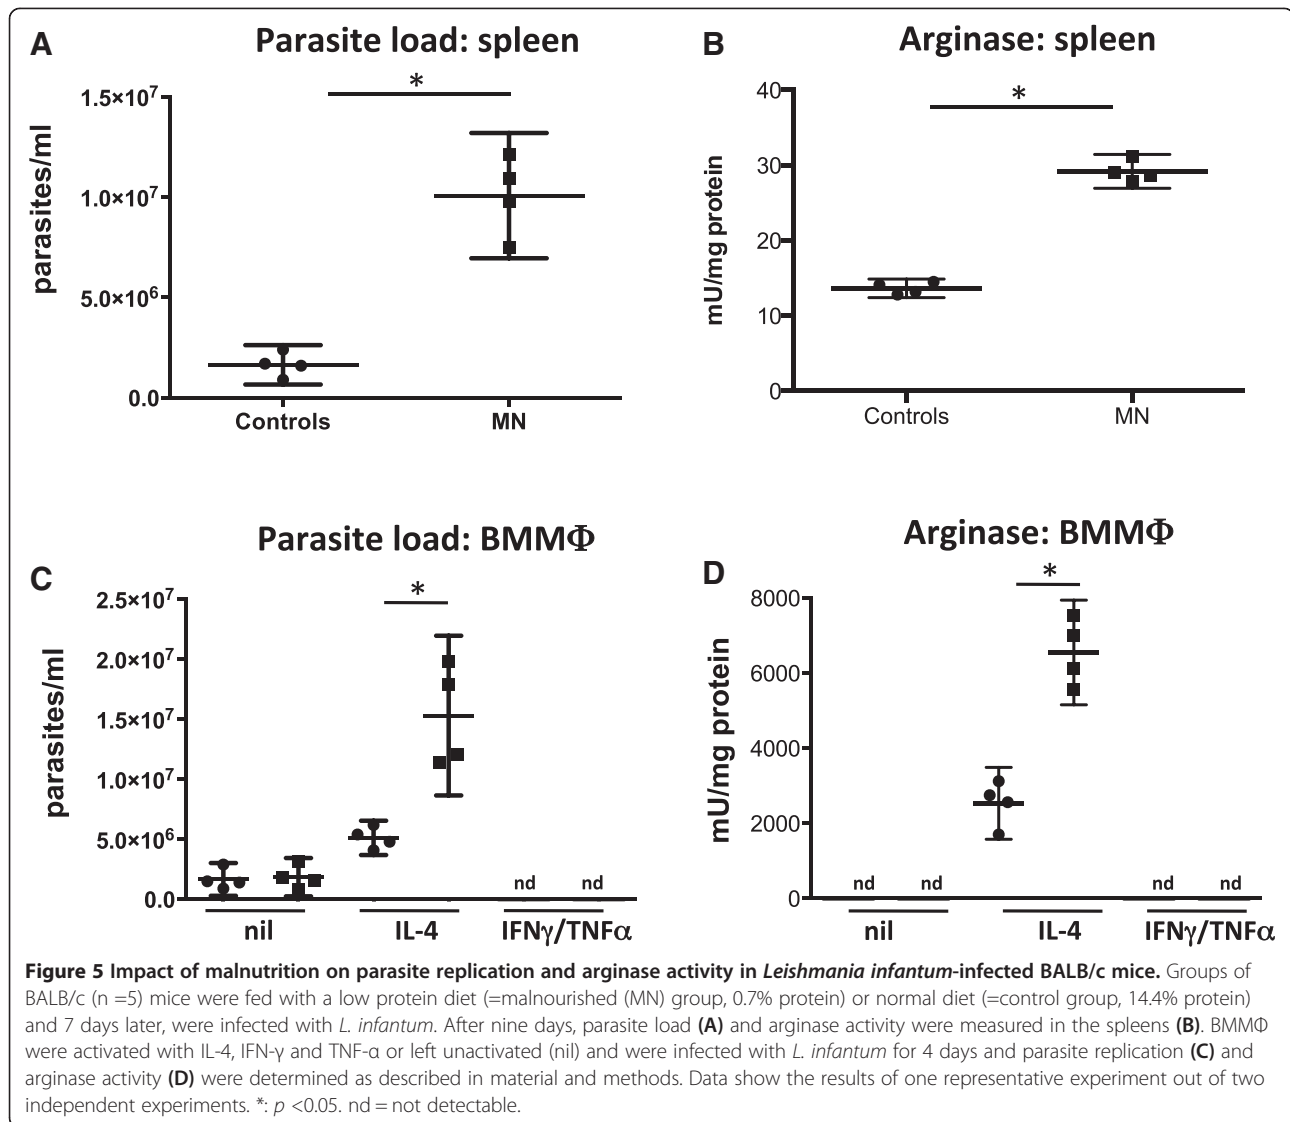 A
Parasite load: spleen
*
1.5×10⁷
1.0×10⁷
5.0×10⁶
0.0
parasites/ml
Controls
MN
B
Arginase: spleen
*
40
30
20
10
0
mU/mg protein
Controls
MN
C
Parasite load: BMMΦ
*
2.5×10⁷
2.0×10⁷
1.5×10⁷
1.0×10⁷
5.0×10⁶
0.0
parasites/ml
nd nd
nil IL-4 IFNγ/TNFα
D
Arginase: BMMΦ
*
8000
6000
4000
2000
0
mU/mg protein
nd nd nd nd
nil IL-4 IFNγ/TNFα
Figure 5 Impact of malnutrition on parasite replication and arginase activity in Leishmania infantum-infected BALB/c mice. Groups of
BALB/c (n =5) mice were fed with a low protein diet (=malnourished (MN) group, 0.7% protein) or normal diet (=control group, 14.4% protein)
and 7 days later, were infected with L. infantum. After nine days, parasite load (A) and arginase activity were measured in the spleens (B). BMMΦ
were activated with IL-4, IFN-γ and TNF-α or left unactivated (nil) and were infected with L. infantum for 4 days and parasite replication (C) and
arginase activity (D) were determined as described in material and methods. Data show the results of one representative experiment out of two
independent experiments. *: p <0.05. nd = not detectable.